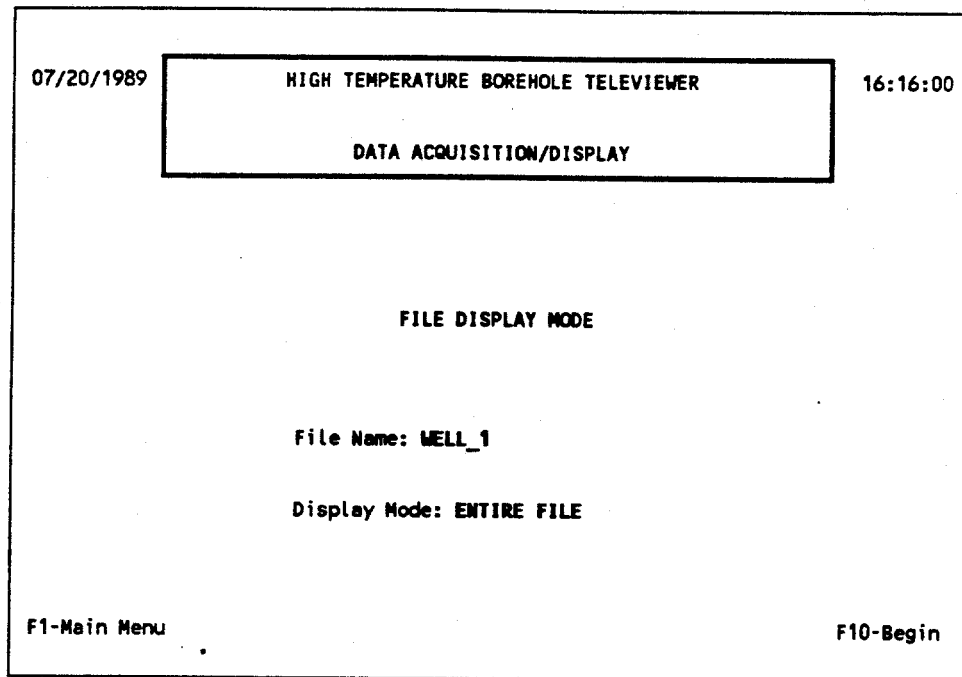 07/20/1989 HIGH TEMPERATURE BOREHOLE TELEVIEWER 16:16:00
DATA ACQUISITION/DISPLAY
FILE DISPLAY MODE
File Name: WELL_1
Display Mode: ENTIRE FILE
F1-Main Menu F10-Begin